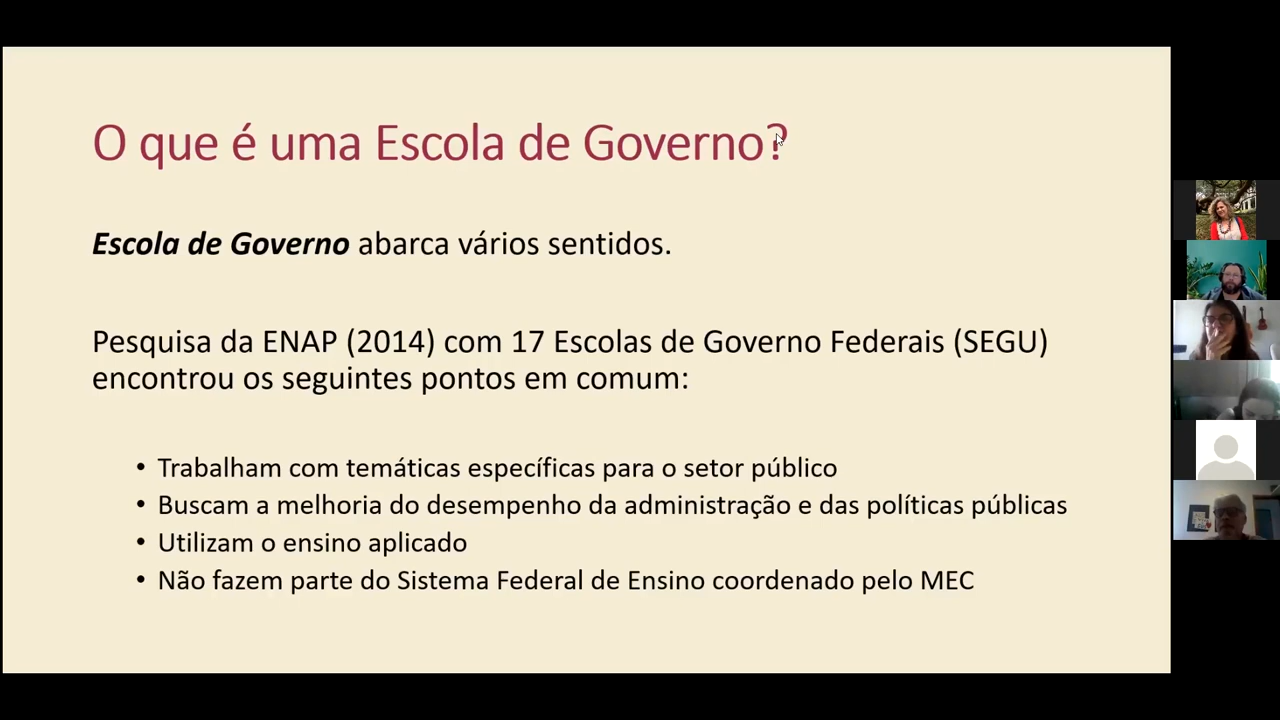 O que é uma Escola de Governo?
Escola de Governo abarca vários sentidos.
Pesquisa da ENAP (2014) com 17 Escolas de Governo Federais (SEGU)
encontrou os seguintes pontos em comum:
• Trabalham com temáticas específicas para o setor público
• Buscam a melhoria do desempenho da administração e das políticas públicas
• Utilizam o ensino aplicado
• Não fazem parte do Sistema Federal de Ensino coordenado pelo MEC